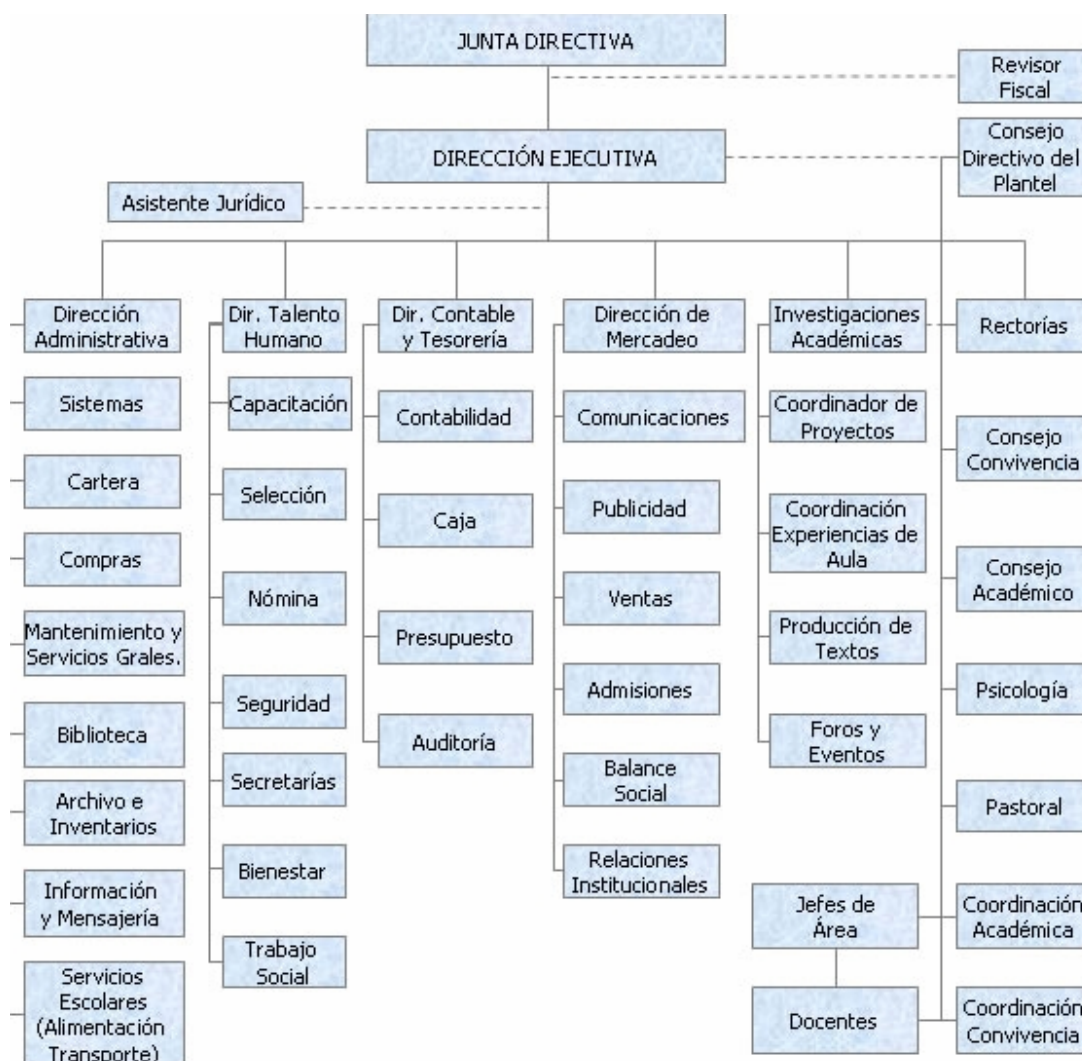 JUNTA DIRECTIVA
Revisor
Fiscal
DIRECCIÓN EJECUTIVA
Consejo
Directivo del
Plantel
Asistente Jurídico
Dirección
Administrativa
Sistemas
Cartera
Compras
Mantenimiento y
Servicios Grales.
Biblioteca
Archivo e
Inventarios
Información
y Mensajería
Servicios
Escolares
(Alimentación
Transporte)
Dir. Talento
Humano
Capacitación
Selección
Nómina
Seguridad
Secretarías
Bienestar
Trabajo
Social
Dir. Contable
y Tesorería
Contabilidad
Caja
Presupuesto
Auditoría
Dirección de
Mercadeo
Comunicaciones
Publicidad
Ventas
Admisiones
Balance
Social
Relaciones
Institucionales
Investigaciones
Académicas
Coordinador de
Proyectos
Coordinación
Experiencias de
Aula
Producción de
Textos
Foros y
Eventos
Jefes de
Área
Docentes
Rectorías
Consejo
Convivencia
Consejo
Académico
Psicología
Pastoral
Coordinación
Académica
Coordinación
Convivencia